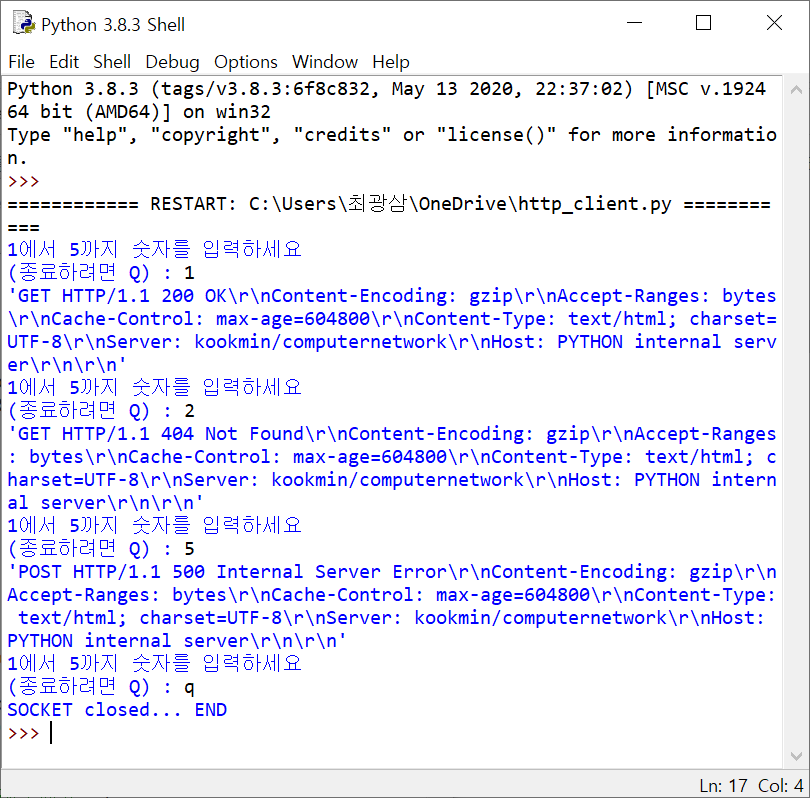 Python 3.8.3 Shell
File Edit Shell Debug Options Window Help
Python 3.8.3 (tags/v3.8.3:6f8c832, May 13 2020, 22:37:02) [MSC v.1924
64 bit (AMD64)] on win32
Type "help", "copyright", "credits" or "license()" for more informatio
n.
>>>
============ RESTART: C:\Users\최광삼\OneDrive\http_client.py =========
===
1에서 5까지 숫자를 입력하세요
(종료하려면 Q) : 1
'GET HTTP/1.1 200 OK\r\nContent-Encoding: gzip\r\nAccept-Ranges: bytes
\r\nCache-Control: max-age=604800\r\nContent-Type: text/html; charset=
UTF-8\r\nServer: kookmin/computernetwork\r\nHost: PYTHON internal serv
er\r\n\r\n'
1에서 5까지 숫자를 입력하세요
(종료하려면 Q) : 2
'GET HTTP/1.1 404 Not Found\r\nContent-Encoding: gzip\r\nAccept-Ranges
: bytes\r\nCache-Control: max-age=604800\r\nContent-Type: text/html; c
harset=UTF-8\r\nServer: kookmin/computernetwork\r\nHost: PYTHON intern
al server\r\n\r\n'
1에서 5까지 숫자를 입력하세요
(종료하려면 Q) : 5
'POST HTTP/1.1 500 Internal Server Error\r\nContent-Encoding: gzip\r\n
Accept-Ranges: bytes\r\nCache-Control: max-age=604800\r\nContent-Type:
 text/html; charset=UTF-8\r\nServer: kookmin/computernetwork\r\nHost:
PYTHON internal server\r\n\r\n'
1에서 5까지 숫자를 입력하세요
(종료하려면 Q) : q
SOCKET closed... END
>>>
Ln: 17 Col: 4